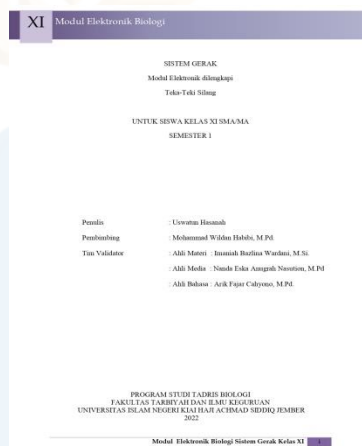 XI Modul Elektronik Biologi
SISTEM GERAK
Modul Elektronik dilengkapi
Teka-Teki Silang
UNTUK SISWA KELAS XI SMA/MA
SEMESTER 1
Penulis : Uswatun Hasanah
Pembimbing : Mohammad Wildan Habibi, M.Pd.
Tim Validator : Ahli Materi : Imaniah Bazlina Wardani, M.Si.
: Ahli Media : Nanda Eska Anugrah Nasution, M.Pd
: Ahli Bahasa : Arik Fajar Cahyono, M.Pd.
PROGRAM STUDI TADRIS BIOLOGI
FAKULTAS TARBIYAH DAN ILMU KEGURUAN
UNIVERSITAS ISLAM NEGERI KIAI HAJI ACHMAD SIDDIQ JEMBER
2022
Modul Elektronik Biologi Sistem Gerak Kelas XI